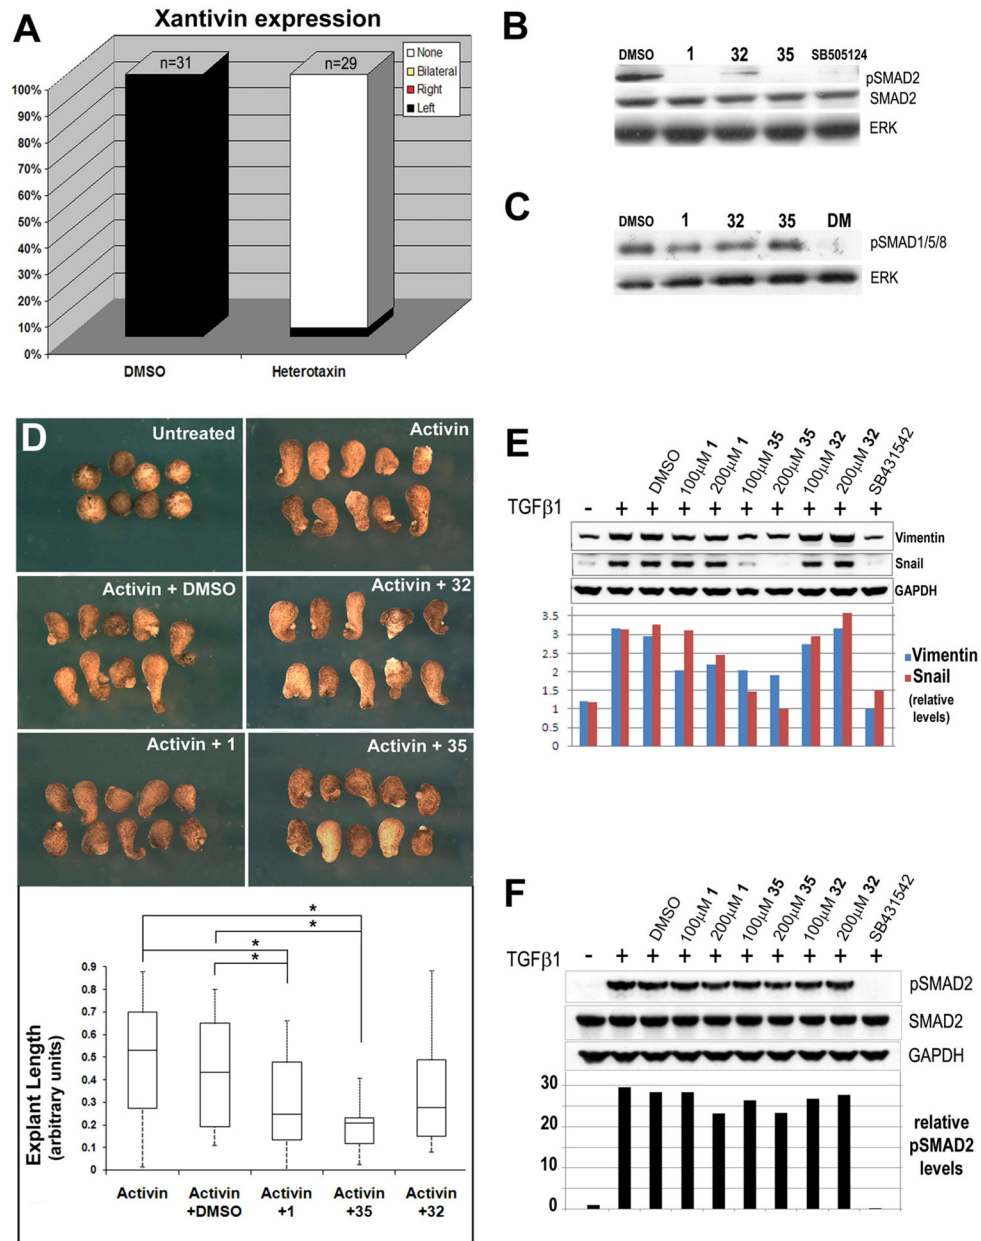 A
Xantivin expression
n=31
n=29
None
Bilateral
Right
Left
100%
90%
80%
70%
60%
50%
40%
30%
20%
10%
0%
DMSO
Heterotaxin
B
DMSO 1 32 35 SB505124
pSMAD2
SMAD2
ERK
C
DMSO 1 32 35 DM
pSMAD1/5/8
ERK
D
Untreated
Activin
Activin + DMSO
Activin + 32
Activin + 1
Activin + 35
*
*
*
*
Explant Length
(arbitrary units)
0.9
0.8
0.7
0.6
0.5
0.4
0.3
0.2
0.1
0
Activin
Activin +DMSO
Activin +1
Activin +35
Activin +32
E
DMSO
100μM 1
200μM 1
100μM 35
200μM 35
100μM 32
200μM 32
SB431542
TGFβ1 - + + + + + + + + +
Vimentin
Snail
GAPDH
3.5
3
2.5
2
1.5
1
0.5
0
Vimentin
Snail
(relative
levels)
F
DMSO
100μM 1
200μM 1
100μM 35
200μM 35
100μM 32
200μM 32
SB431542
TGFβ1 - + + + + + + + + +
pSMAD2
SMAD2
GAPDH
30
20
10
0
relative
pSMAD2
levels